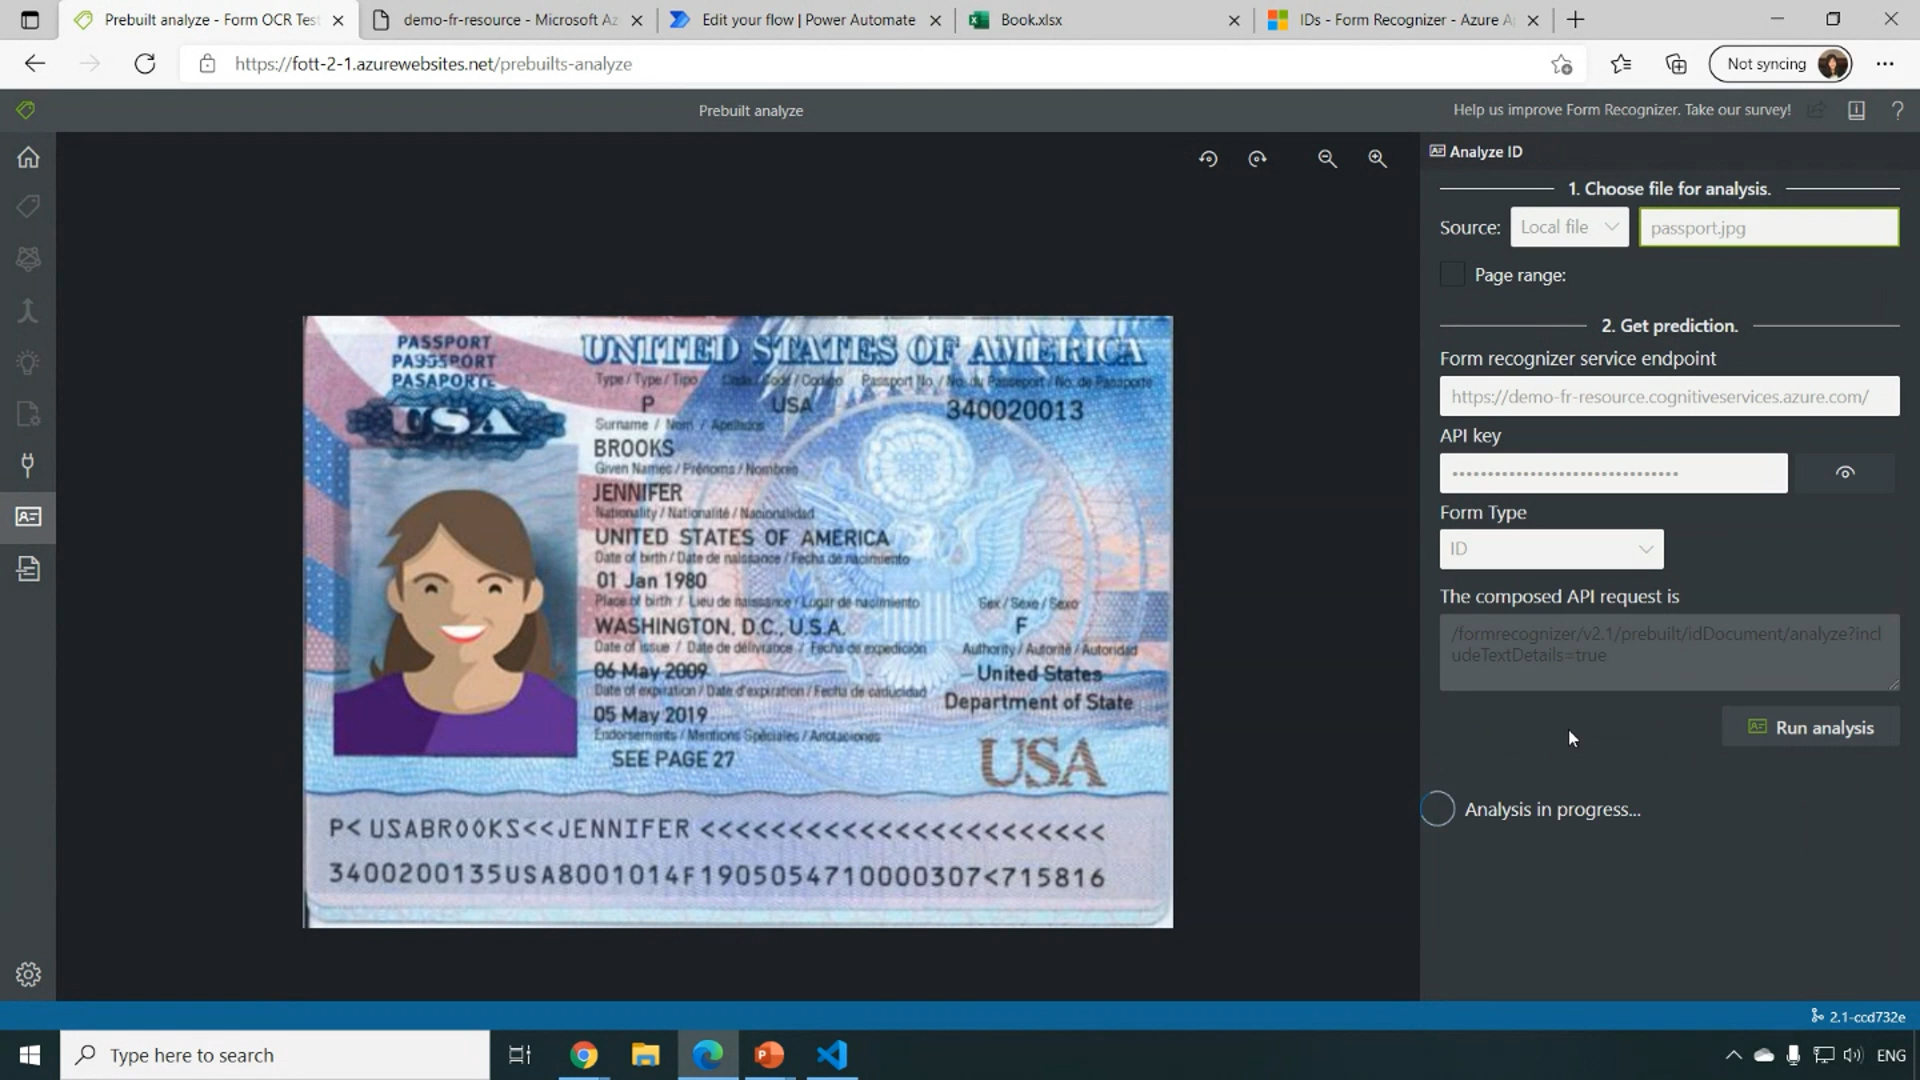 Prebuilt analyze - Form OCR Test
demo-fr-resource - Microsoft Az
Edit your flow | Power Automate
Book.xlsx
IDs - Form Recognizer - Azure Ap
https://fott-2-1.azurewebsites.net/prebuilts-analyze
Not syncing
Prebuilt analyze
Help us improve Form Recognizer. Take our survey!
Analyze ID
1. Choose file for analysis.
Source:
Local file
passport.jpg
Page range:
2. Get prediction.
Form recognizer service endpoint
https://demo-fr-resource.cognitiveservices.azure.com/
API key
Form Type
ID
The composed API request is
/formrecognizer/v2.1/prebuilt/idDocument/analyze?incl
udeTextDetails=true
Run analysis
Analysis in progress...
PASSPORT
PASSEPORT
PASAPORTE
USA
UNITED STATES OF AMERICA
Type / Type / Tipo
Code / Code / Codigo
Passport No. / No. du Passeport / No. de Pasaporte
P
USA
340020013
Surname / Nom / Apellidos
BROOKS
Given Names / Prénoms / Nombres
JENNIFER
Nationality / Nationalité / Nacionalidad
UNITED STATES OF AMERICA
Date of birth / Date de naissance / Fecha de nacimiento
01 Jan 1980
Place of birth / Lieu de naissance / Lugar de nacimiento
Sex / Sexe / Sexo
WASHINGTON, D.C., U.S.A.
F
Date of issue / Date de délivrance / Fecha de expedición
Authority / Autorité / Autoridad
06 May 2009
United States
Date of expiration / Date d'expiration / Fecha de caducidad
05 May 2019
Department of State
Endorsements / Mentions Spéciales / Anotaciones
SEE PAGE 27
USA
P< USABROOKS<<JENNIFER <<<<<<<<<<<<<<<<<<<<<<<
3400200135USA8001014F1905054710000307<715816
2.1-ccd732e
Type here to search
ENG